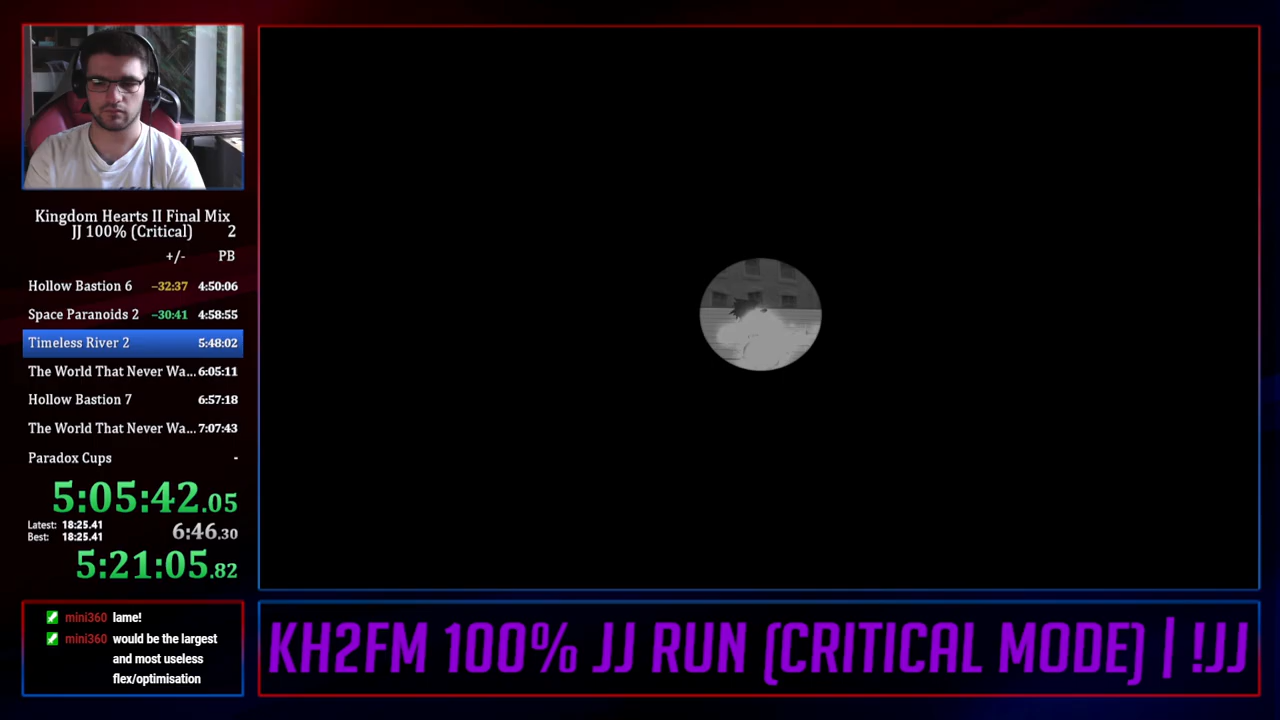 Kingdom Hearts II Final Mix
JJ 100% (Critical) 2
+/- PB
Hollow Bastion 6 −32:37 4:50:06
Space Paranoids 2 −30:41 4:58:55
Timeless River 2 5:48:02
The World That Never Wa... 6:05:11
Hollow Bastion 7 6:57:18
The World That Never Wa... 7:07:43
Paradox Cups -
5:05:42.05
Latest: 18:25.41 6:46.30
Best: 18:25.41
5:21:05.82
mini360 lame!
mini360 would be the largest
and most useless
flex/optimisation
KH2FM 100% JJ RUN (CRITICAL MODE) | !JJ